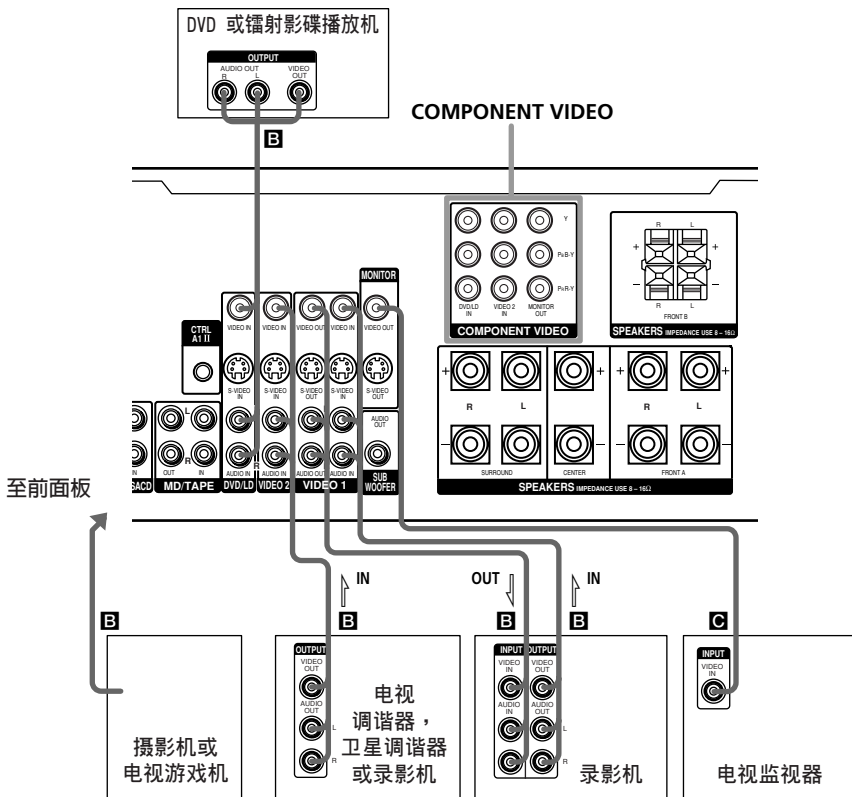 DVD 或镭射影碟播放机
OUTPUT
AUDIO OUT
R L
VIDEO OUT
B
COMPONENT VIDEO
Y
PB/B-Y
PR/R-Y
DVD/LD IN
VIDEO 2 IN
MONITOR OUT
COMPONENT VIDEO
R L
+ +
– –
FRONT B
SPEAKERS IMPEDANCE USE 8 – 16Ω
MONITOR
CTRL A1 II
VIDEO IN
VIDEO IN
VIDEO OUT
VIDEO IN
VIDEO OUT
S-VIDEO IN
S-VIDEO IN
S-VIDEO OUT
S-VIDEO IN
S-VIDEO OUT
AUDIO OUT
L
R
IN
OUT
IN
R
AUDIO IN
AUDIO IN
AUDIO OUT
AUDIO IN
SACD
MD/TAPE
DVD/LD
VIDEO 2
VIDEO 1
SUB WOOFER
+ + + +
R L R L
– – – –
SURROUND
CENTER
FRONT A
SPEAKERS IMPEDANCE USE 8 – 16Ω
至前面板
IN
OUT
IN
B
B
B
B
C
摄影机或
电视游戏机
OUTPUT
VIDEO OUT
AUDIO OUT
L
R
电视
调谐器，
卫星调谐器
或录影机
INPUT OUTPUT
VIDEO IN
VIDEO OUT
AUDIO IN
AUDIO OUT
L
R
录影机
INPUT
VIDEO IN
电视监视器